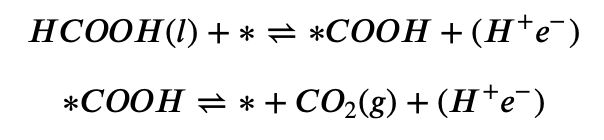 HCOOH(l) + * ⇌ *COOH + (H⁺e⁻)
*COOH ⇌ * + CO₂(g) + (H⁺e⁻)